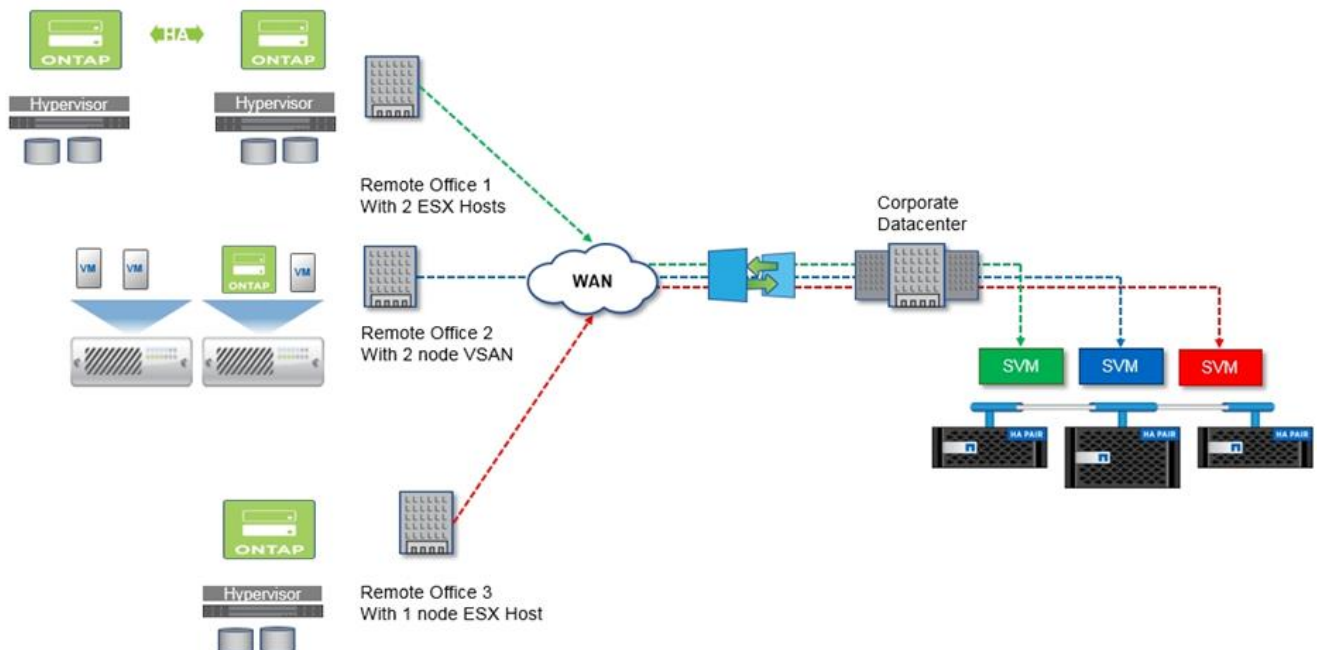 ONTAP
HA
ONTAP
Hypervisor
Hypervisor
Remote Office 1
With 2 ESX Hosts
Corporate
Datacenter
VM
VM
ONTAP
VM
WAN
Remote Office 2
With 2 node VSAN
SVM
SVM
SVM
HA PAIR
HA PAIR
HA PAIR
ONTAP
Hypervisor
Remote Office 3
With 1 node ESX Host